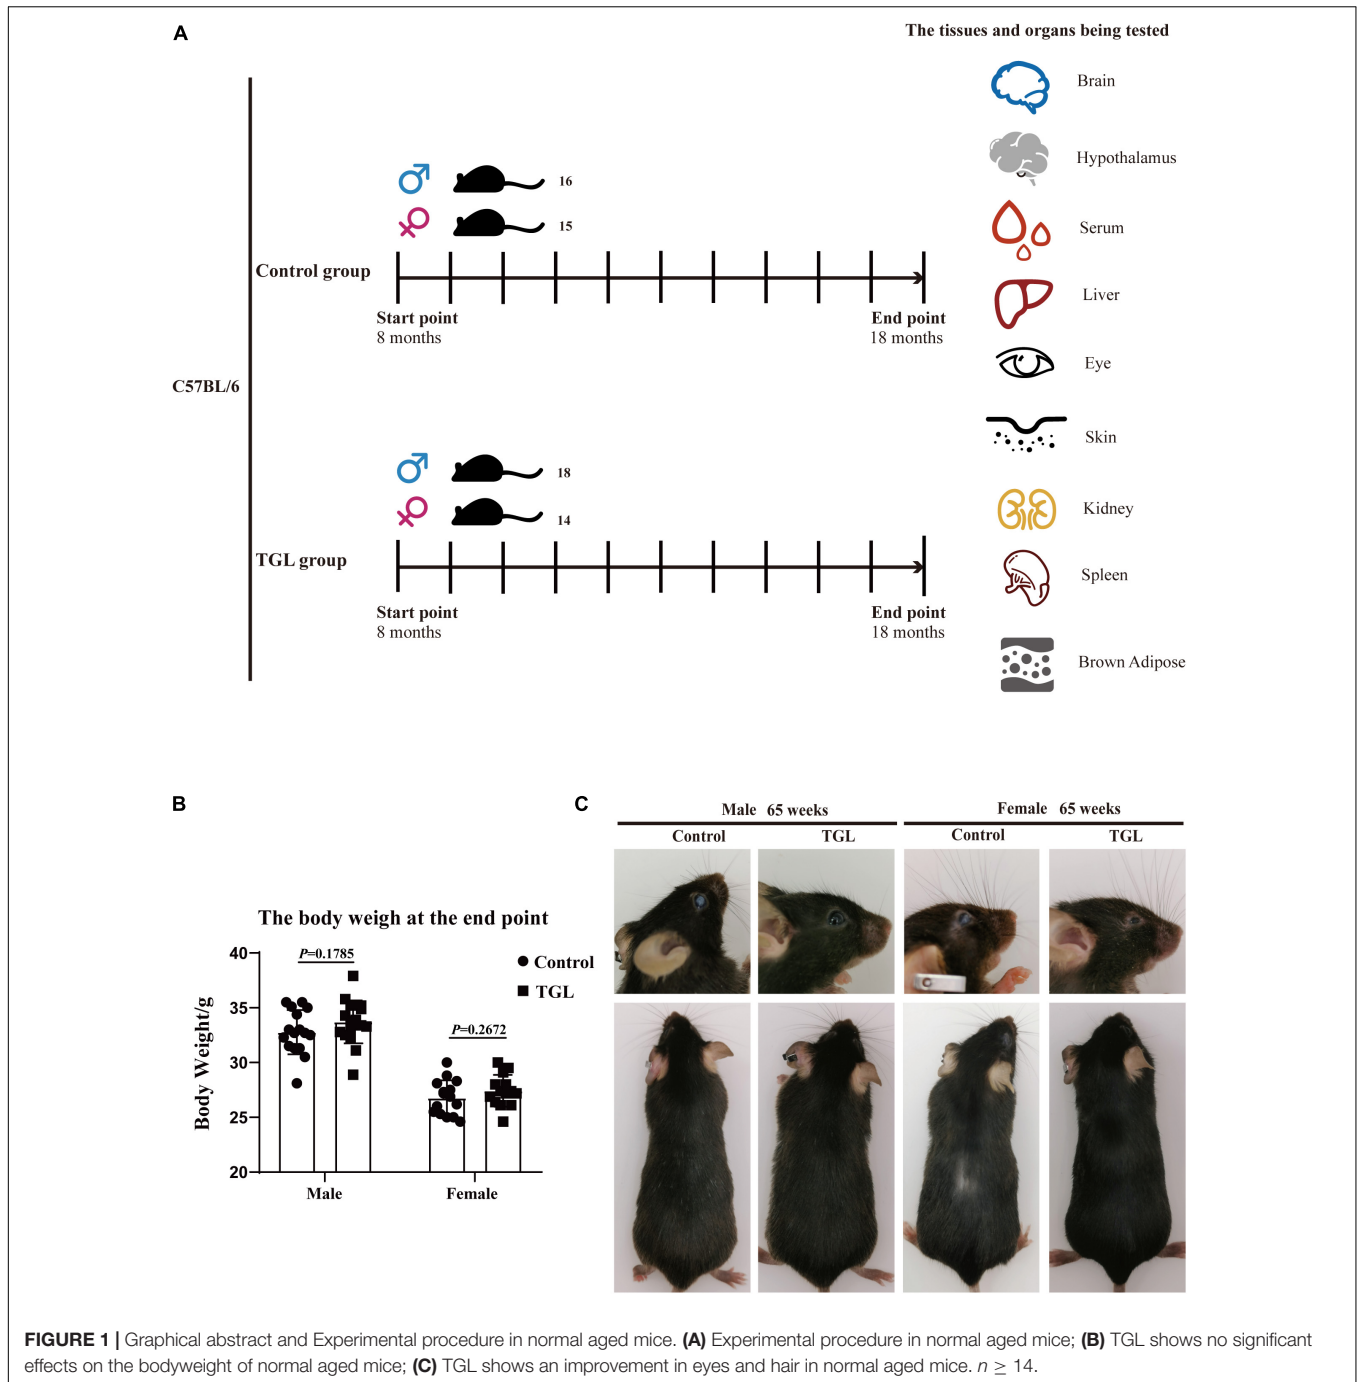 A
The tissues and organs being tested
Brain
Hypothalamus
Serum
Liver
Eye
Skin
Kidney
Spleen
Brown Adipose
C57BL/6
16
15
Control group
Start point
8 months
End point
18 months
18
14
TGL group
Start point
8 months
End point
18 months
B
The body weigh at the end point
Body Weight/g
40
35
30
25
20
P=0.1785
P=0.2672
Control
TGL
Male
Female
C
Male 65 weeks
Female 65 weeks
Control
TGL
Control
TGL
FIGURE 1 | Graphical abstract and Experimental procedure in normal aged mice. (A) Experimental procedure in normal aged mice; (B) TGL shows no significant
effects on the bodyweight of normal aged mice; (C) TGL shows an improvement in eyes and hair in normal aged mice. n ≥ 14.